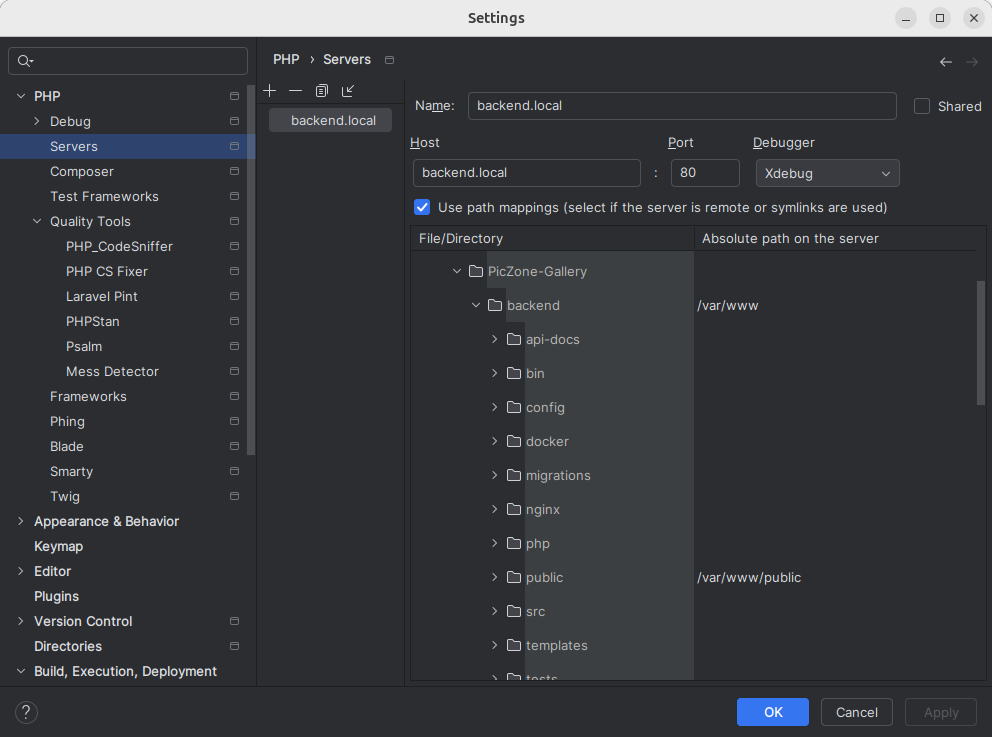 Settings
PHP › Servers
PHP
Debug
Servers
Composer
Test Frameworks
Quality Tools
PHP_CodeSniffer
PHP CS Fixer
Laravel Pint
PHPStan
Psalm
Mess Detector
Frameworks
Phing
Blade
Smarty
Twig
Appearance & Behavior
Keymap
Editor
Plugins
Version Control
Directories
Build, Execution, Deployment
backend.local
Name: backend.local Shared
Host Port Debugger
backend.local : 80 Xdebug
Use path mappings (select if the server is remote or symlinks are used)
File/Directory Absolute path on the server
PicZone-Gallery
backend /var/www
api-docs
bin
config
docker
migrations
nginx
php
public /var/www/public
src
templates
tests
? OK Cancel Apply